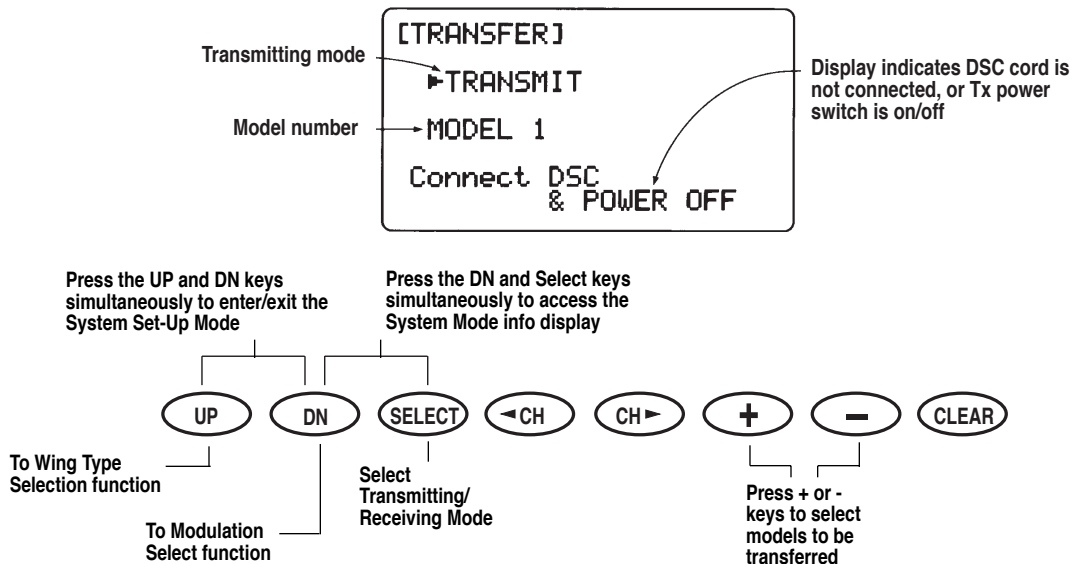 [TRANSFER]
Transmitting mode
▶TRANSMIT
Display indicates DSC cord is
not connected, or Tx power
switch is on/off
Model number
MODEL 1
Connect DSC
& POWER OFF
Press the UP and DN keys
simultaneously to enter/exit the
System Set-Up Mode
Press the DN and Select keys
simultaneously to access the
System Mode info display
UP
DN
SELECT
◄CH
CH►
+
−
CLEAR
To Wing Type
Selection function
To Modulation
Select function
Select
Transmitting/
Receiving Mode
Press + or -
keys to select
models to be
transferred